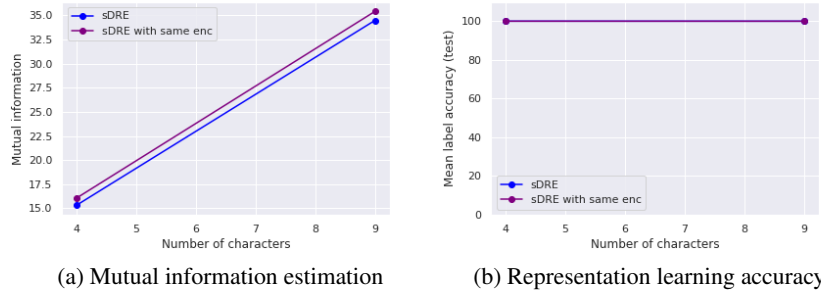 35.0
32.5
30.0
27.5
25.0
22.5
20.0
17.5
15.0
Mutual information
sDRE
sDRE with same enc
4 5 6 7 8 9
Number of characters
(a) Mutual information estimation
100
80
60
40
20
0
Mean label accuracy (test)
sDRE
sDRE with same enc
4 5 6 7 8 9
Number of characters
(b) Representation learning accuracy